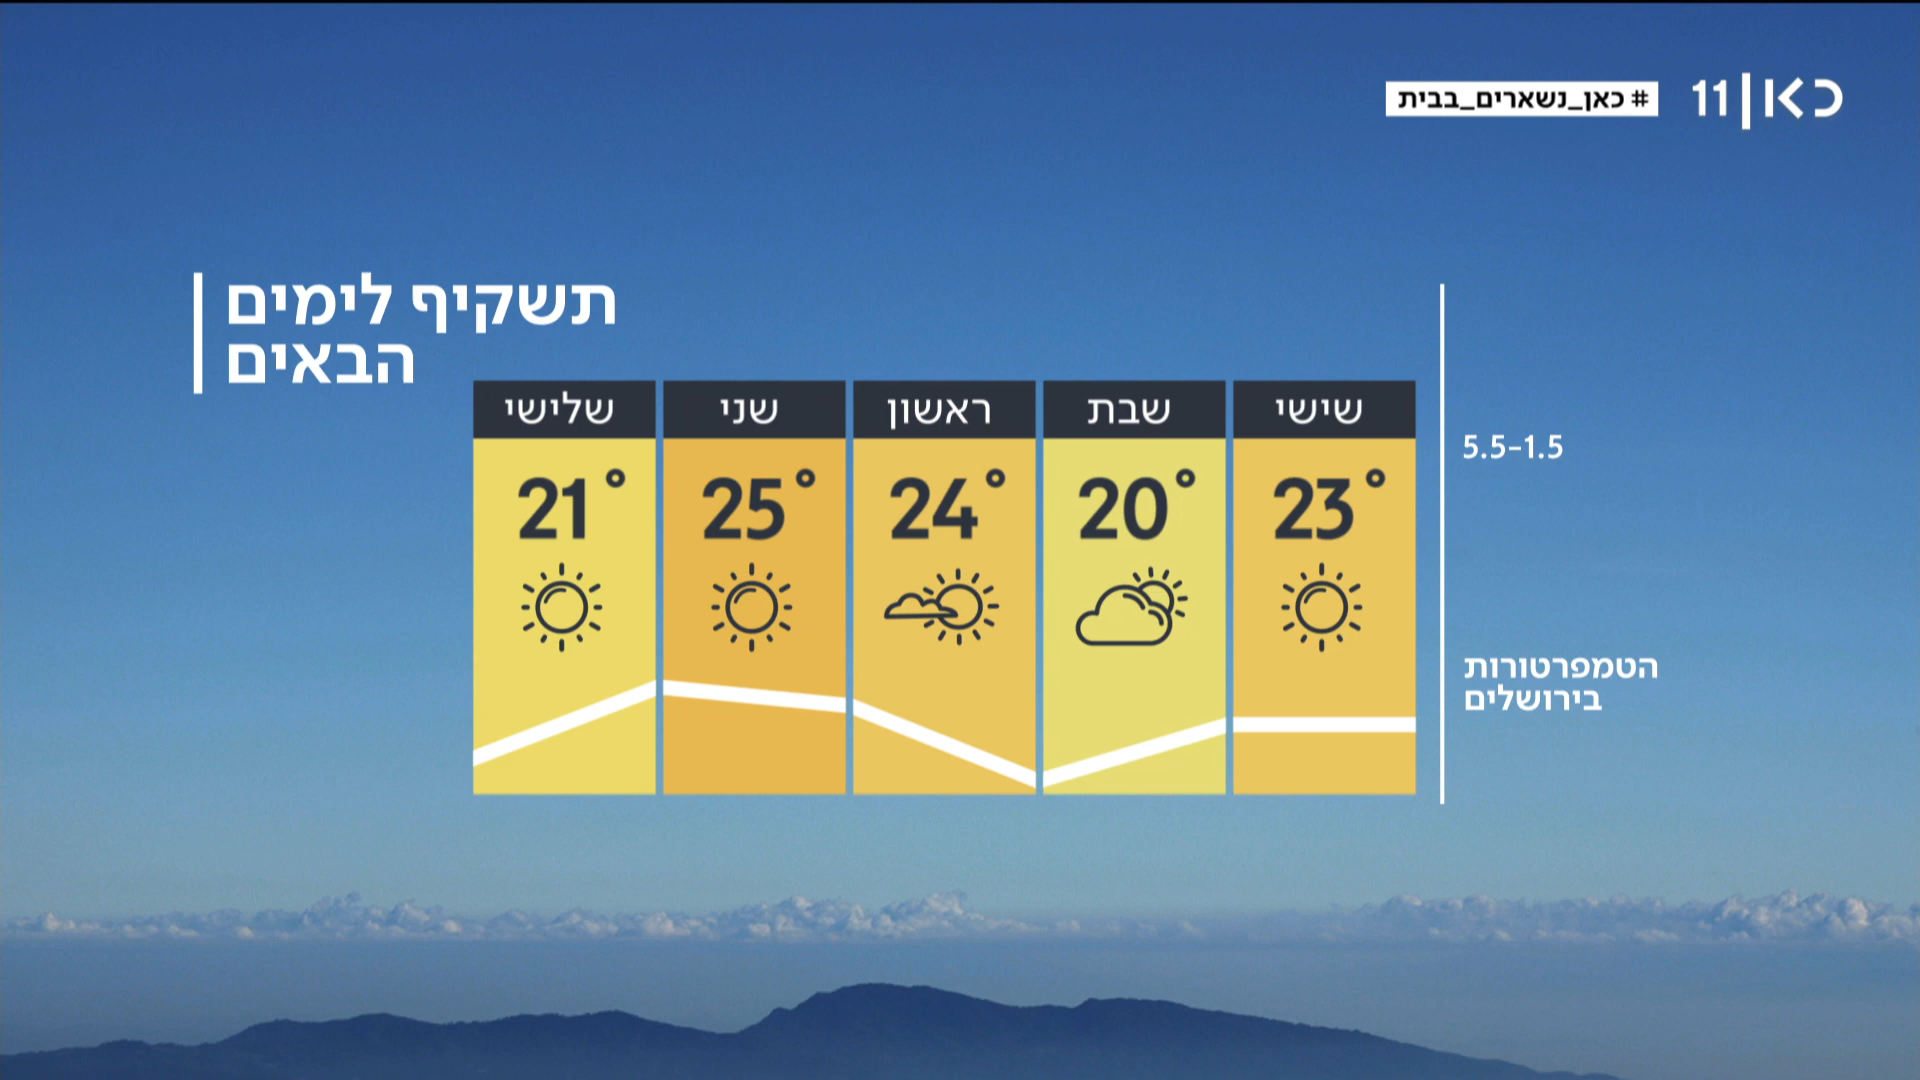 # כאן_נשארים_בבית
כאן 11
תשקיף לימים
הבאים
שישי
23°
שבת
20°
ראשון
24°
שני
25°
שלישי
21°
5.5-1.5
הטמפרטורות
בירושלים